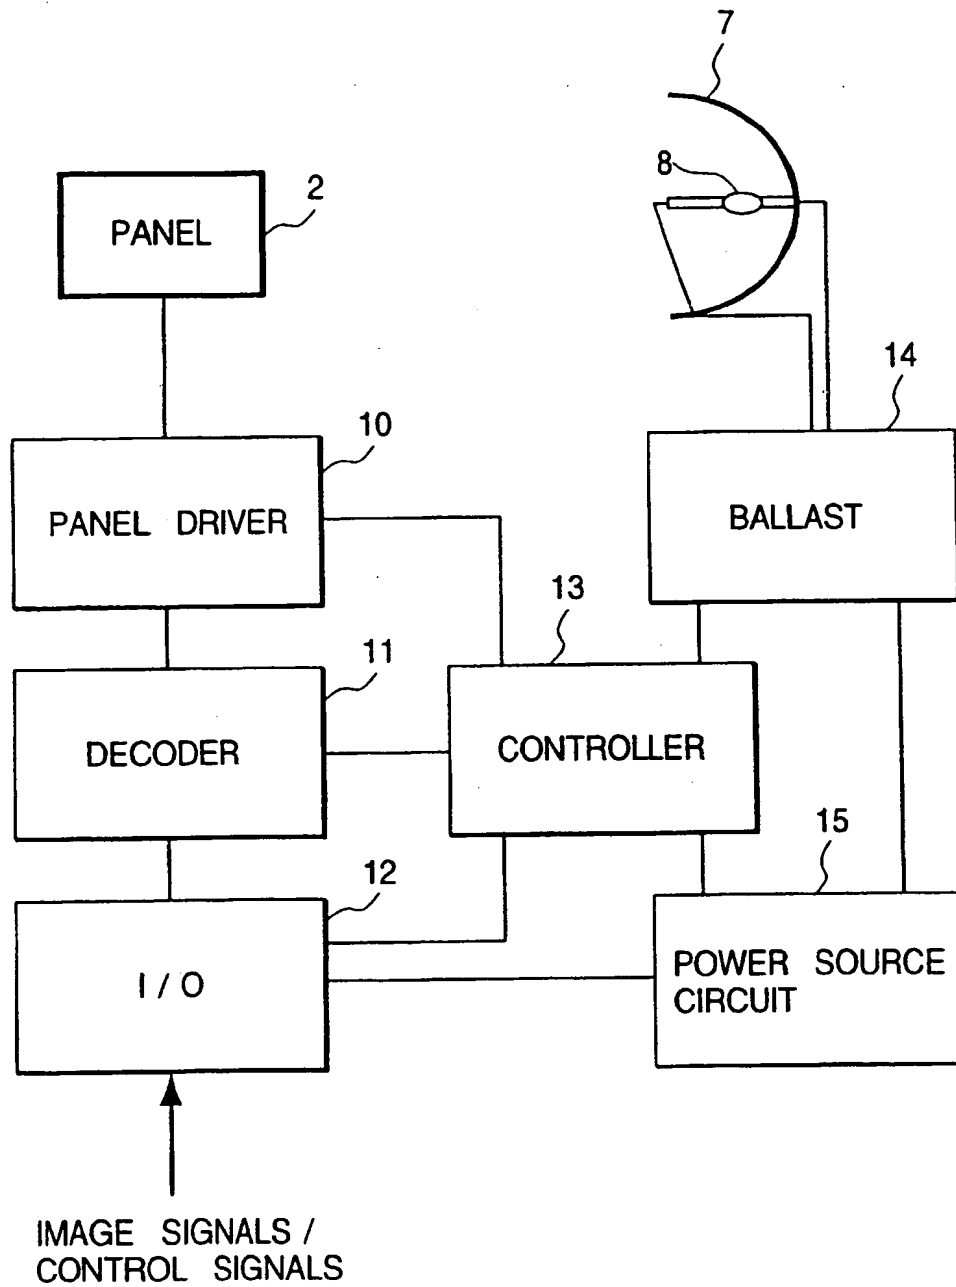 7
8
PANEL
2
14
10
PANEL DRIVER
BALLAST
13
11
DECODER
CONTROLLER
15
12
I / O
POWER SOURCE
CIRCUIT
IMAGE SIGNALS /
CONTROL SIGNALS